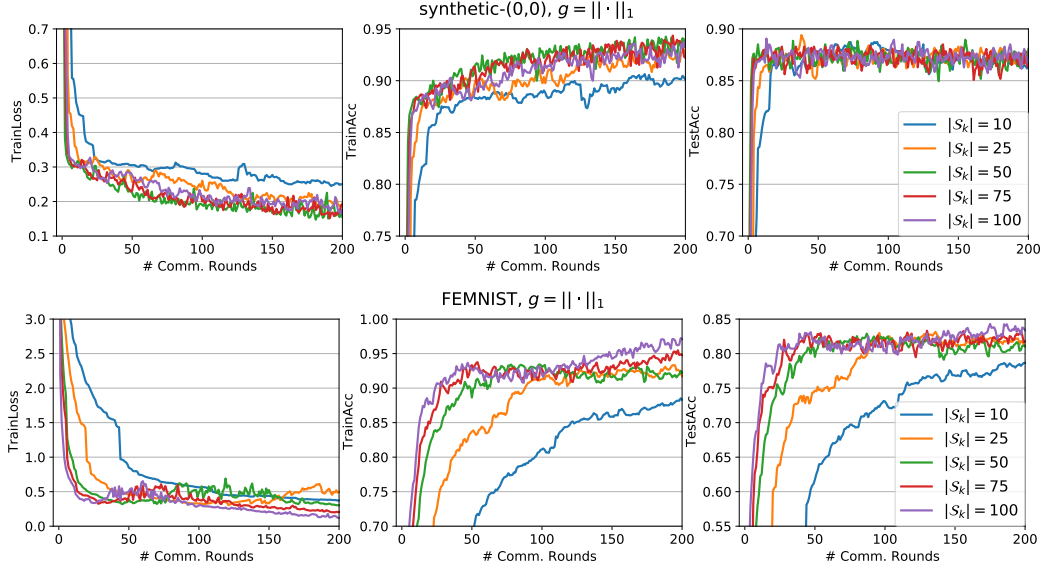 synthetic-(0,0), g = || · ||₁
0.7
0.6
0.5
0.4
0.3
0.2
0.1
TrainLoss
0 50 100 150 200
# Comm. Rounds
0.95
0.90
0.85
0.80
0.75
TrainAcc
0 50 100 150 200
# Comm. Rounds
0.90
0.85
0.80
0.75
0.70
TestAcc
0 50 100 150 200
# Comm. Rounds
|𝒮ₖ| = 10
|𝒮ₖ| = 25
|𝒮ₖ| = 50
|𝒮ₖ| = 75
|𝒮ₖ| = 100
FEMNIST, g = || · ||₁
3.0
2.5
2.0
1.5
1.0
0.5
0.0
TrainLoss
0 50 100 150 200
# Comm. Rounds
1.00
0.95
0.90
0.85
0.80
0.75
0.70
TrainAcc
0 50 100 150 200
# Comm. Rounds
0.85
0.80
0.75
0.70
0.65
0.60
0.55
TestAcc
0 50 100 150 200
# Comm. Rounds
|𝒮ₖ| = 10
|𝒮ₖ| = 25
|𝒮ₖ| = 50
|𝒮ₖ| = 75
|𝒮ₖ| = 100